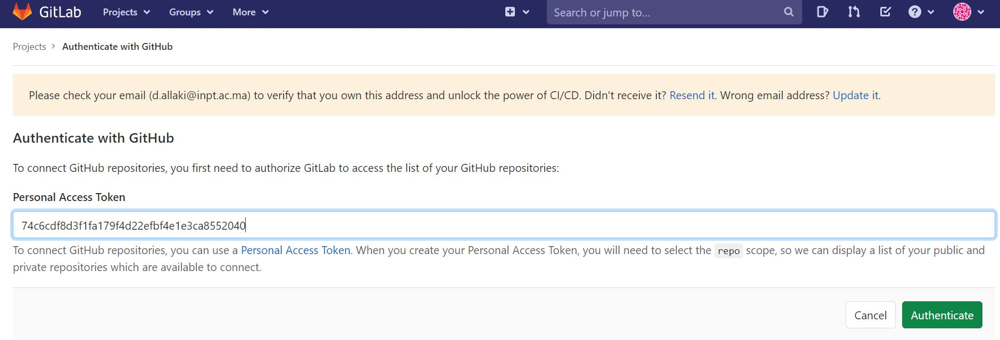 GitLab Projects Groups More Search or jump to...
Projects > Authenticate with GitHub
Please check your email (d.allaki@inpt.ac.ma) to verify that you own this address and unlock the power of CI/CD. Didn't receive it? Resend it. Wrong email address? Update it.
Authenticate with GitHub
To connect GitHub repositories, you first need to authorize GitLab to access the list of your GitHub repositories:
Personal Access Token
74c6cdf8d3f1fa179f4d22efbf4e1e3ca8552040
To connect GitHub repositories, you can use a Personal Access Token. When you create your Personal Access Token, you will need to select the repo scope, so we can display a list of your public and
private repositories which are available to connect.
Cancel Authenticate